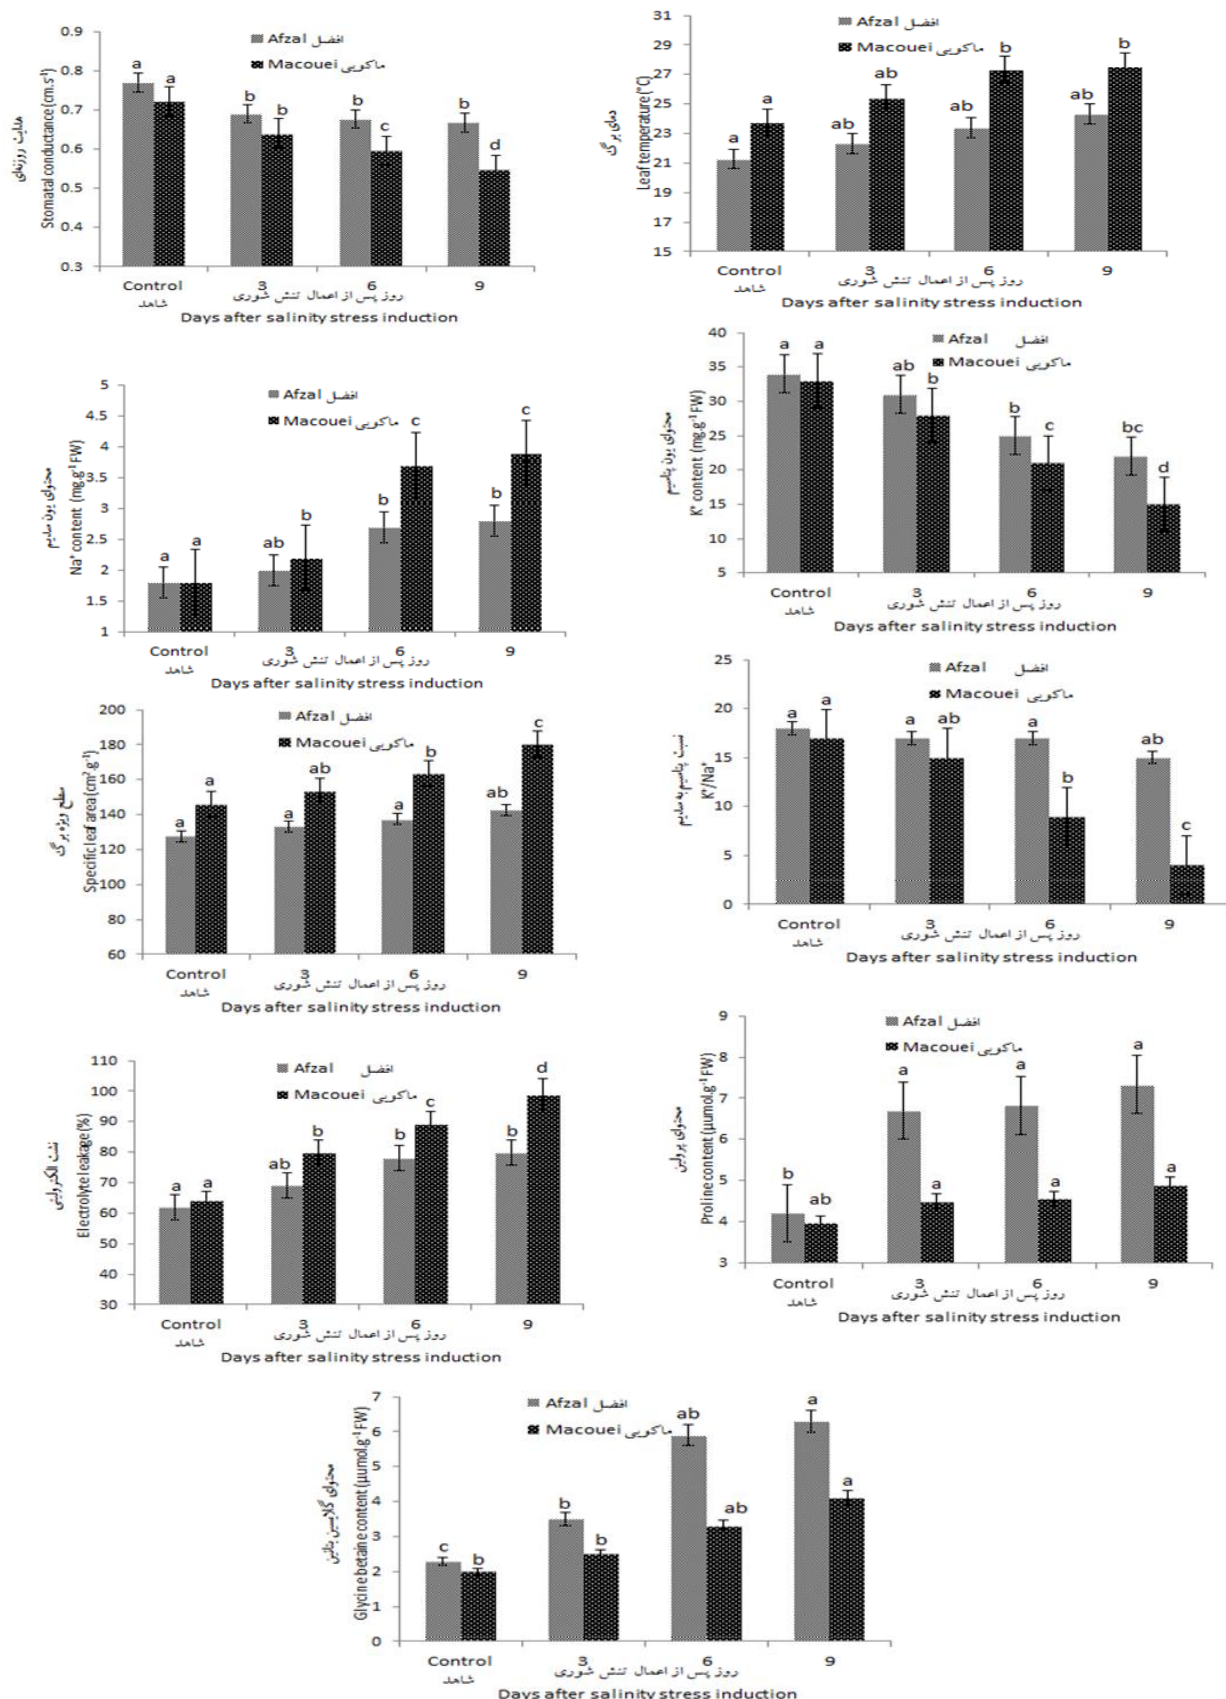 هدایت روزنه‌ای
Stomatal conductance (cm.s⁻¹)
0.9
0.8
0.7
0.6
0.5
0.4
0.3
Afzal افضل
Macouei ماکویی
a a b b b c b d
Control 3 6 9
شاهد روز پس از اعمال تنش شوری
Days after salinity stress induction
دمای برگ
Leaf temperature (°C)
31
29
27
25
23
21
19
17
15
Afzal افضل
Macouei ماکویی
a a ab ab ab b ab b
Control 3 6 9
شاهد روز پس از اعمال تنش شوری
Days after salinity stress induction
محتوای یون سدیم
Na⁺ content (mg.g⁻¹ FW)
5
4.5
4
3.5
3
2.5
2
1.5
1
Afzal افضل
Macouei ماکویی
a a ab b b c b c
Control 3 6 9
شاهد روز پس از اعمال تنش شوری
Days after salinity stress induction
محتوای یون پتاسیم
K⁺ content (mg.g⁻¹ FW)
40
35
30
25
20
15
10
5
Afzal افضل
Macouei ماکویی
a a ab b b c bc d
Control 3 6 9
شاهد روز پس از اعمال تنش شوری
Days after salinity stress induction
سطح ویژه برگ
Specific leaf area (cm².g⁻¹)
200
180
160
140
120
100
80
60
Afzal افضل
Macouei ماکویی
a a a ab a b ab c
Control 3 6 9
شاهد روز پس از اعمال تنش شوری
Days after salinity stress induction
نسبت پتاسیم به سدیم
K⁺/Na⁺
25
20
15
10
5
0
Afzal افضل
Macouei ماکویی
a a a ab a b ab c
Control 3 6 9
شاهد روز پس از اعمال تنش شوری
Days after salinity stress induction
نشت الکترولیتی
Electrolyte leakage (%)
110
100
90
80
70
60
50
40
30
Afzal افضل
Macouei ماکویی
a a ab b b c b d
Control 3 6 9
شاهد روز پس از اعمال تنش شوری
Days after salinity stress induction
محتوای پرولین
Proline content (µumol.g⁻¹ FW)
9
8
7
6
5
4
3
Afzal افضل
Macouei ماکویی
b ab a a a a a a
Control 3 6 9
شاهد روز پس از اعمال تنش شوری
Days after salinity stress induction
محتوای گلایسین بتائین
Glycine betaine content (µumol.g⁻¹ FW)
7
6
5
4
3
2
1
0
Afzal افضل
Macouei ماکویی
c b b b ab ab a a
Control 3 6 9
شاهد روز پس از اعمال تنش شوری
Days after salinity stress induction